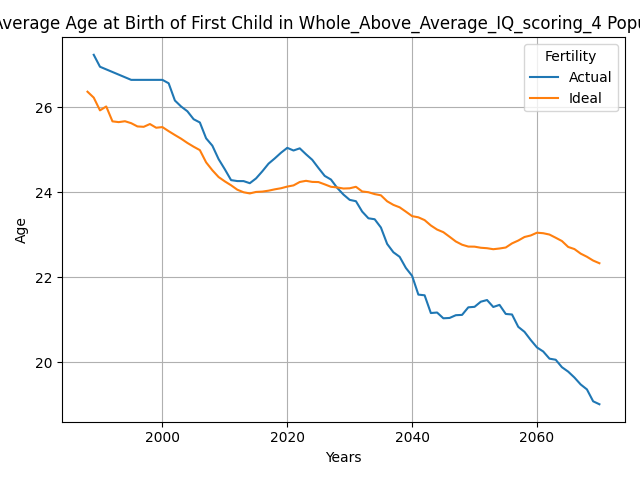 Average Age at Birth of First Child in Whole_Above_Average_IQ_scoring_4 Popu
Fertility
Actual
Ideal
26
24
22
20
Age
2000
2020
2040
2060
Years